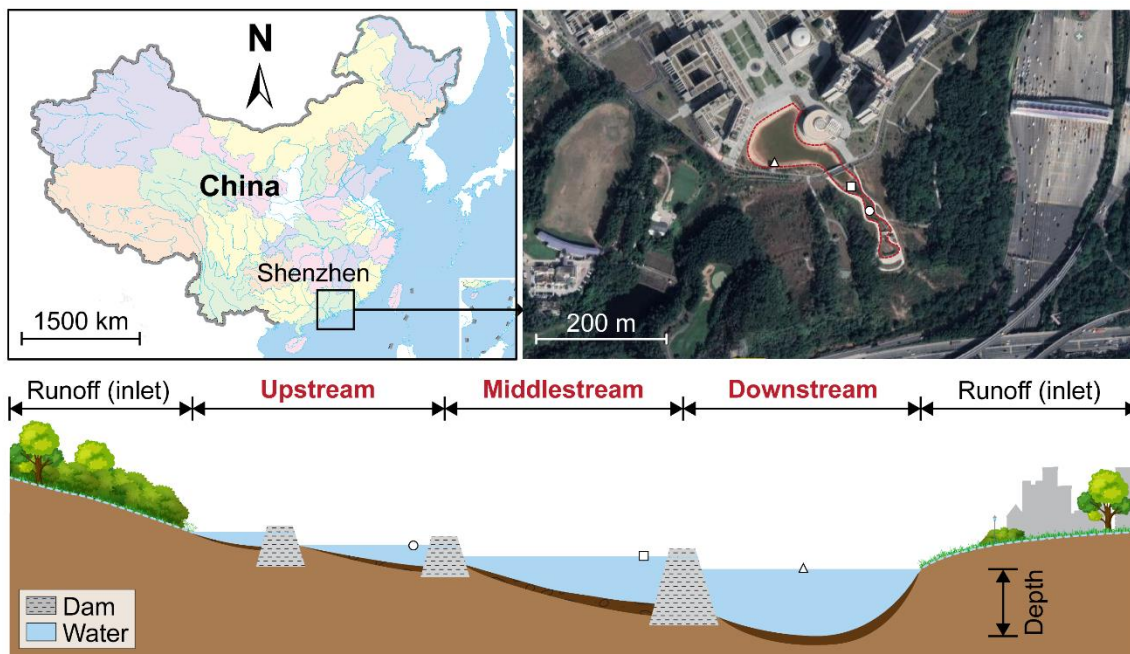 N
China
Shenzhen
1500 km
200 m
Runoff (inlet)
Upstream
Middlestream
Downstream
Runoff (inlet)
Depth
Dam
Water